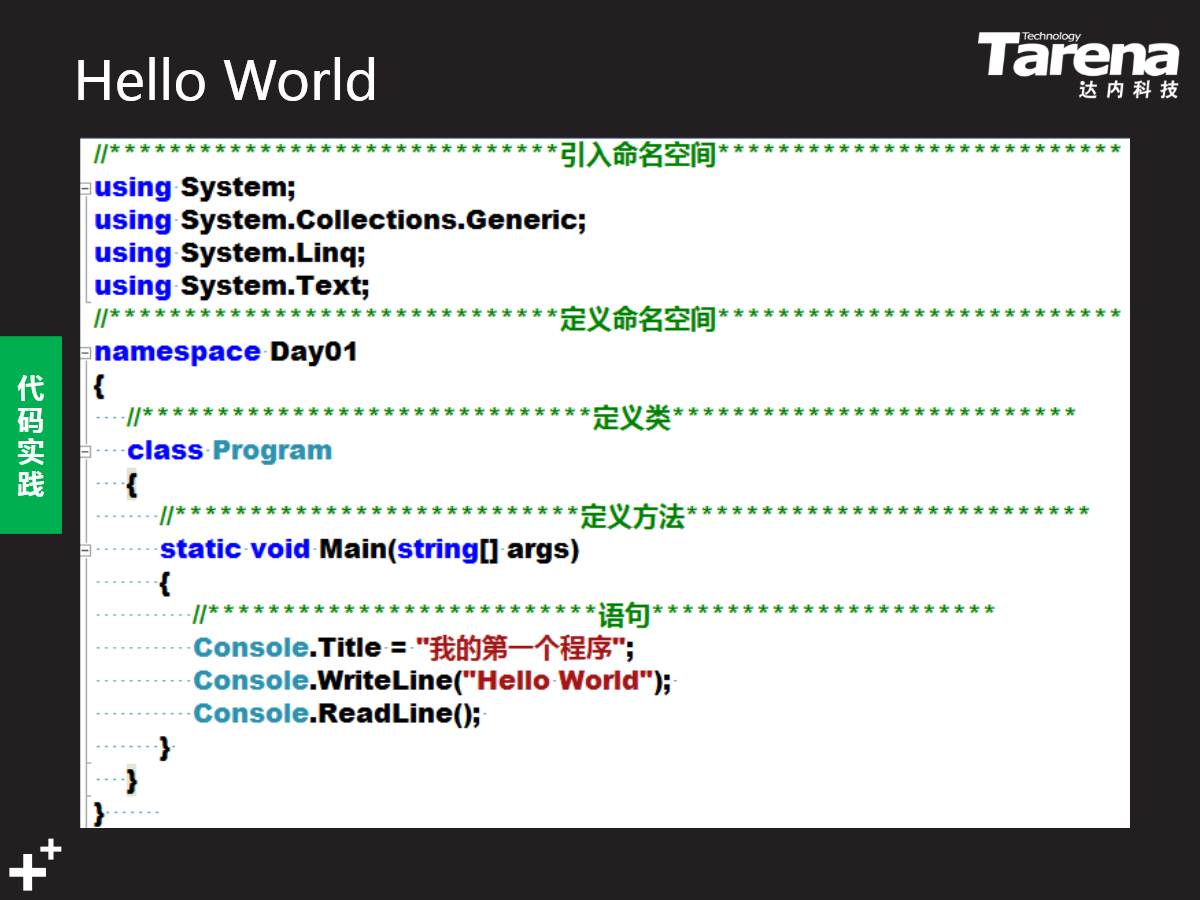 Hello World
Technology
Tarena
达内科技
//******************************引入命名空间***************************
using System;
using System.Collections.Generic;
using System.Linq;
using System.Text;
//******************************定义命名空间***************************
namespace Day01
{
//******************************定义类***************************
class Program
{
//***************************定义方法***************************
static void Main(string[] args)
{
//**************************语句***********************
Console.Title = "我的第一个程序";
Console.WriteLine("Hello World");
Console.ReadLine();
}
}
}
代码实践